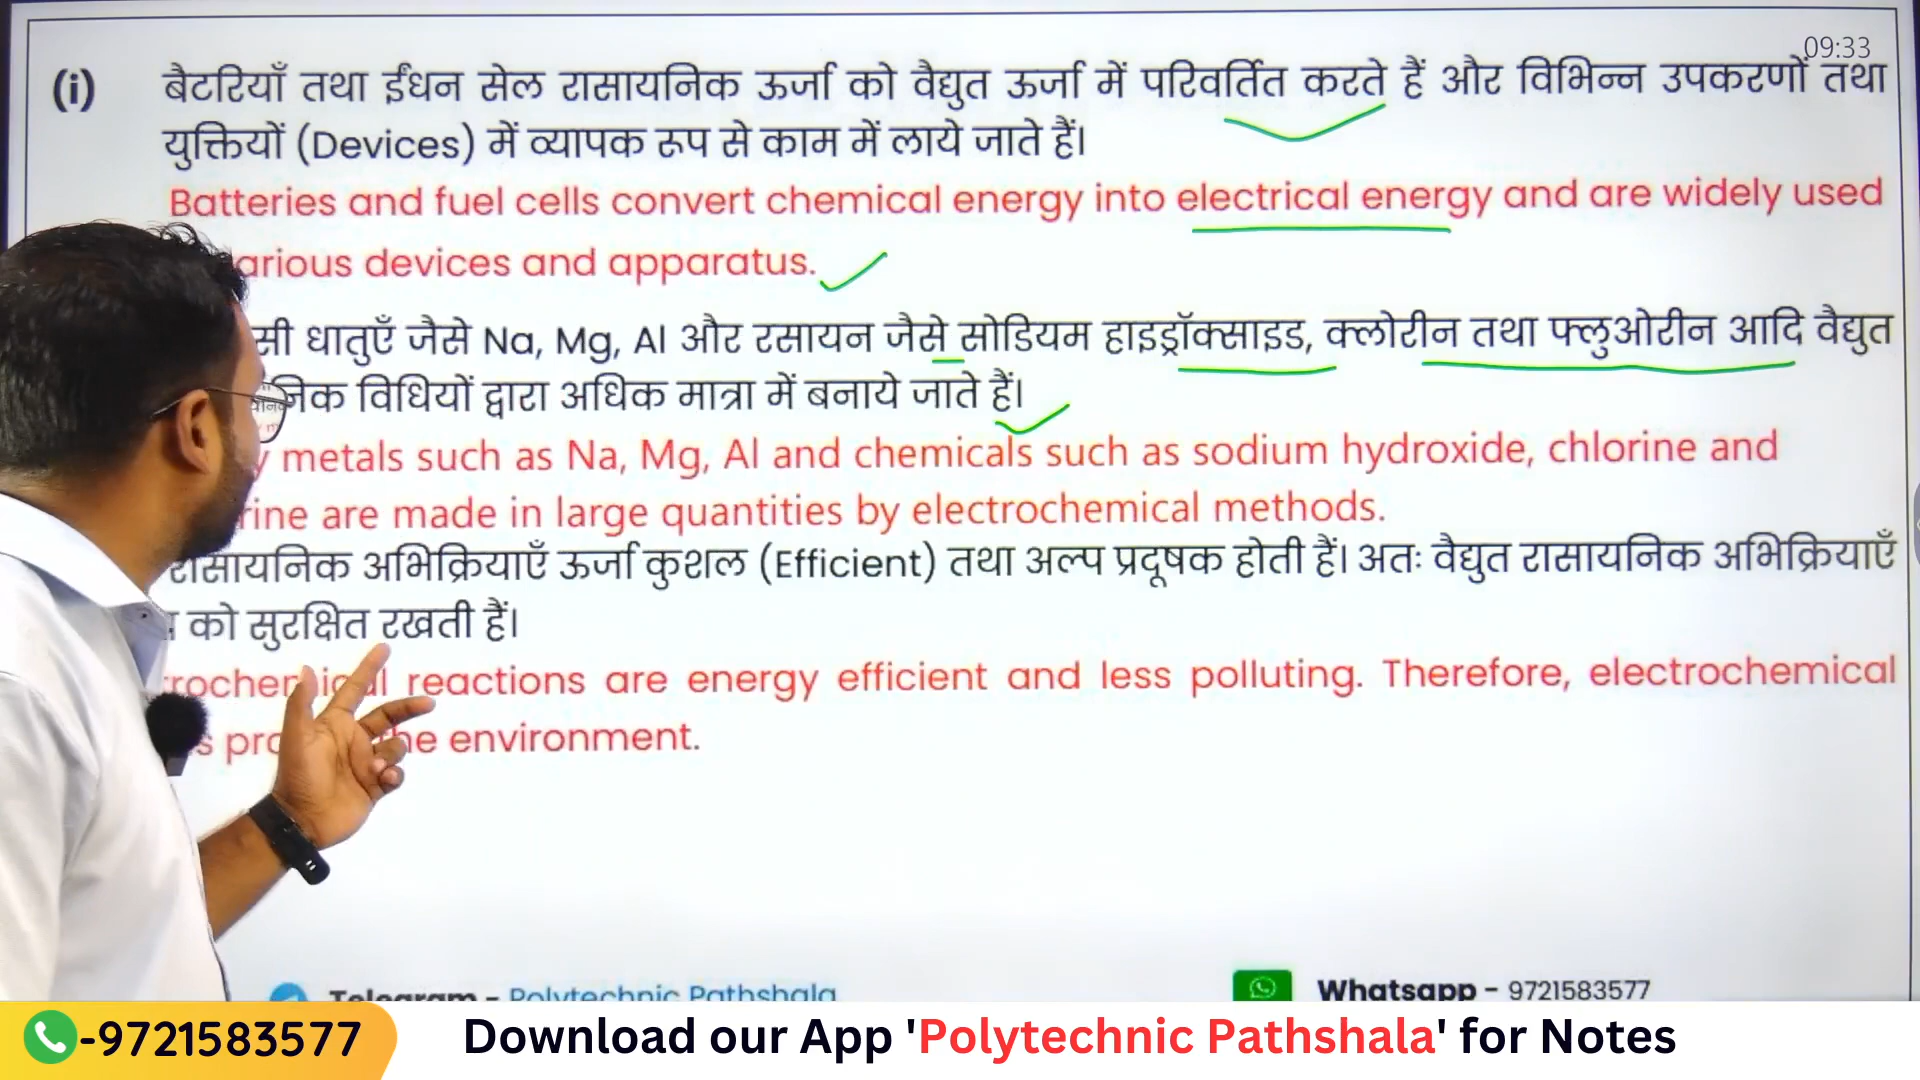 09:33
(i) बैटरियाँ तथा ईंधन सेल रासायनिक ऊर्जा को वैद्युत ऊर्जा में परिवर्तित करते हैं और विभिन्न उपकरणों तथा
युक्तियों (Devices) में व्यापक रूप से काम में लाये जाते हैं।
Batteries and fuel cells convert chemical energy into electrical energy and are widely used
arious devices and apparatus.
सी धातुएँ जैसे Na, Mg, Al और रसायन जैसे सोडियम हाइड्रॉक्साइड, क्लोरीन तथा फ्लुओरीन आदि वैद्युत
निक विधियों द्वारा अधिक मात्रा में बनाये जाते हैं।
y metals such as Na, Mg, Al and chemicals such as sodium hydroxide, chlorine and
rine are made in large quantities by electrochemical methods.
रासायनिक अभिक्रियाएँ ऊर्जा कुशल (Efficient) तथा अल्प प्रदूषक होती हैं। अतः वैद्युत रासायनिक अभिक्रियाएँ
को सुरक्षित रखती हैं।
reactions are energy efficient and less polluting. Therefore, electrochemical
he environment.
Telegram - Polytechnic Pathshala
Whatsapp - 9721583577
-9721583577
Download our App 'Polytechnic Pathshala' for Notes